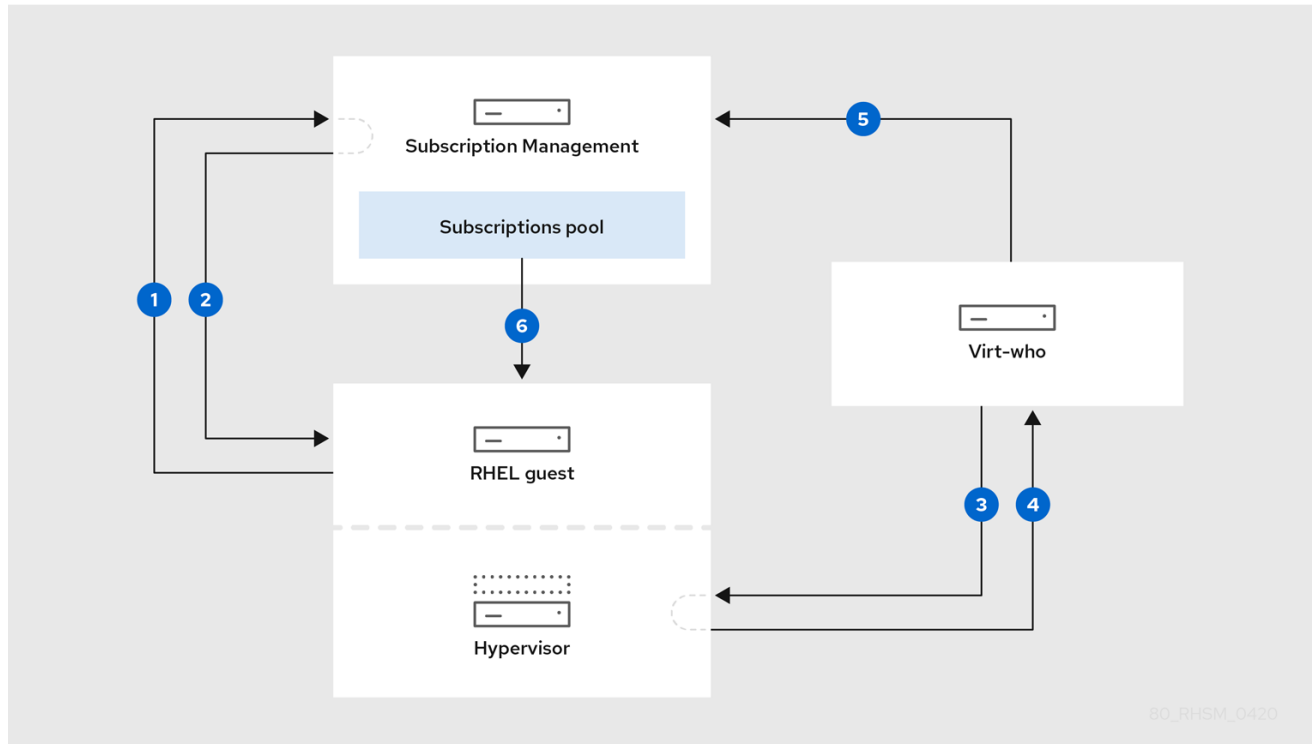 5
Subscription Management
Subscriptions pool
1
2
6
Virt-who
RHEL guest
3
4
Hypervisor
80_RHSM_0420